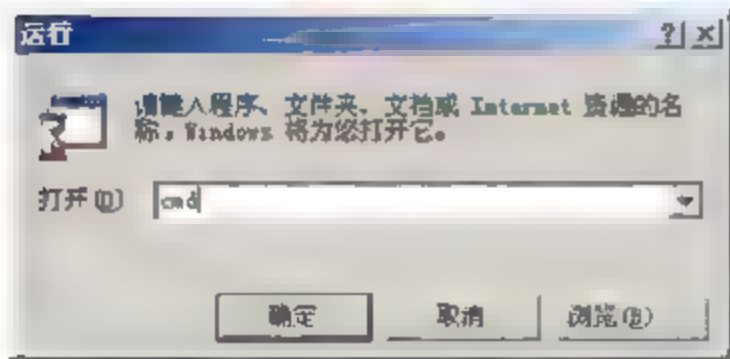 运行
请键入程序、文件夹、文档或 Internet 资源的名
称，Windows 将为您打开它。
打开(O)
cmd
确定
取消
浏览(B)